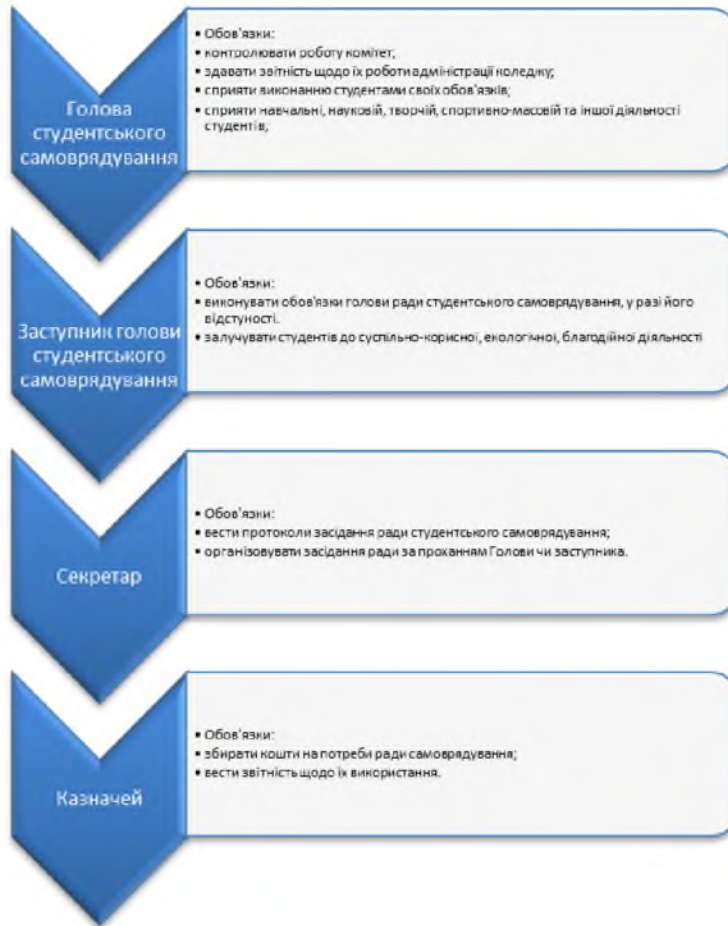 Голова
студентського
самоврядування
• Обов'язки:
• контролювати роботу комітет;
• здавати звітність щодо їх роботи адміністрації коледжу;
• сприяти виконанню студентами своїх обов'язків;
• сприяти навчальні, науковій, творчій, спортивно-масовій та іншої діяльності
студентів;
Заступник голови
студентського
самоврядування
• Обов'язки:
• виконувати обов'язки голови ради студентського самоврядування, у разі його
відстуності.
• залучувати студентів до суспільно-корисної, екологічної, благодійної діяльності
Секретар
• Обов'язки:
• вести протоколи засідання ради студентського самоврядування;
• організовувати засідання ради за проханням Голови чи заступника.
Казначей
• Обов'язки:
• збирати кошти на потреби ради самоврядування;
• вести звітність щодо їх використання.